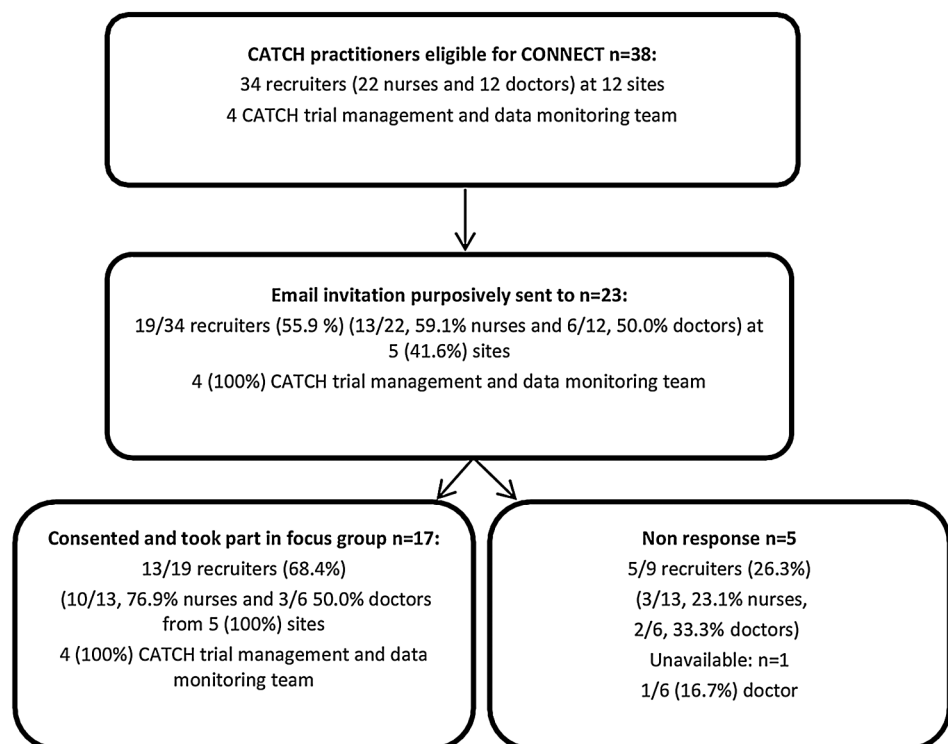 CATCH practitioners eligible for CONNECT n=38:
34 recruiters (22 nurses and 12 doctors) at 12 sites
4 CATCH trial management and data monitoring team
Email invitation purposively sent to n=23:
19/34 recruiters (55.9 %) (13/22, 59.1% nurses and 6/12, 50.0% doctors) at
5 (41.6%) sites
4 (100%) CATCH trial management and data monitoring team
Consented and took part in focus group n=17:
13/19 recruiters (68.4%)
(10/13, 76.9% nurses and 3/6 50.0% doctors
from 5 (100%) sites
4 (100%) CATCH trial management and data
monitoring team
Non response n=5
5/9 recruiters (26.3%)
(3/13, 23.1% nurses,
2/6, 33.3% doctors)
Unavailable: n=1
1/6 (16.7%) doctor